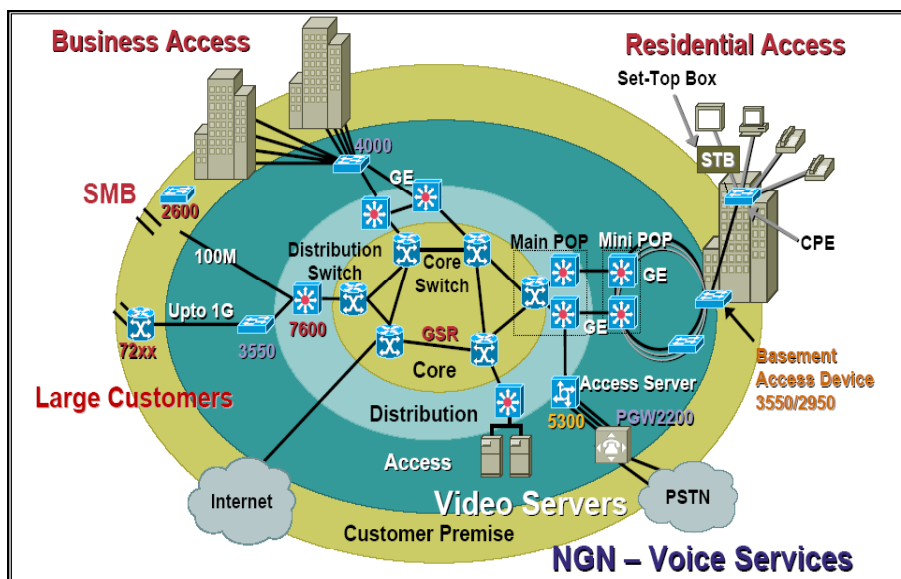 Business Access
Residential Access
Set-Top Box
4000
STB
GE
SMB
2600
CPE
100M
Distribution
Switch
Core
Switch
Main POP
Mini POP
GE
Upto 1G
7600
3550
GSR
GE
72xx
Core
Large Customers
Distribution
Access Server
Basement
Access Device
3550/2950
5300
PGW2200
Access
Internet
Video Servers
PSTN
Customer Premise
NGN – Voice Services